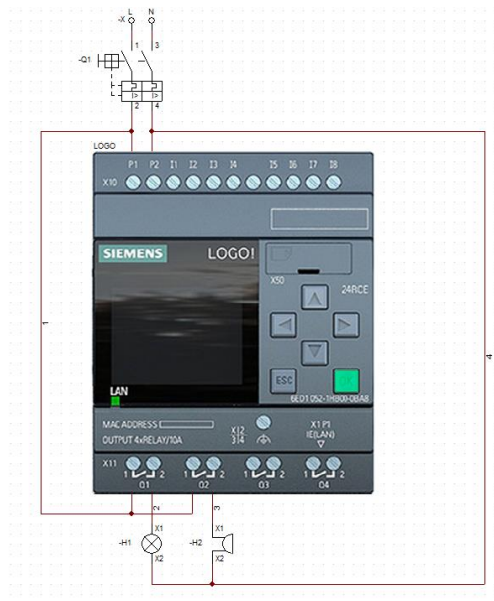 L N
-X
1 3
-Q1
I> I>
2 4
LOGO
P1 P2 I1 I2 I3 I4 I5 I6 I7 I8
X10
SIEMENS LOGO!
X50
24RCE
ESC
LAN
6ED1 052-1HB00-0BA8
MAC ADDRESS
OUTPUT 4xRELAY/10A
X|2
3|4
X1 P1
IE(LAN)
X11
1 2 1 2 1 2 1 2
Q1 Q2 Q3 Q4
1
4
2 3
-H1 X1 X2
-H2 X1 X2